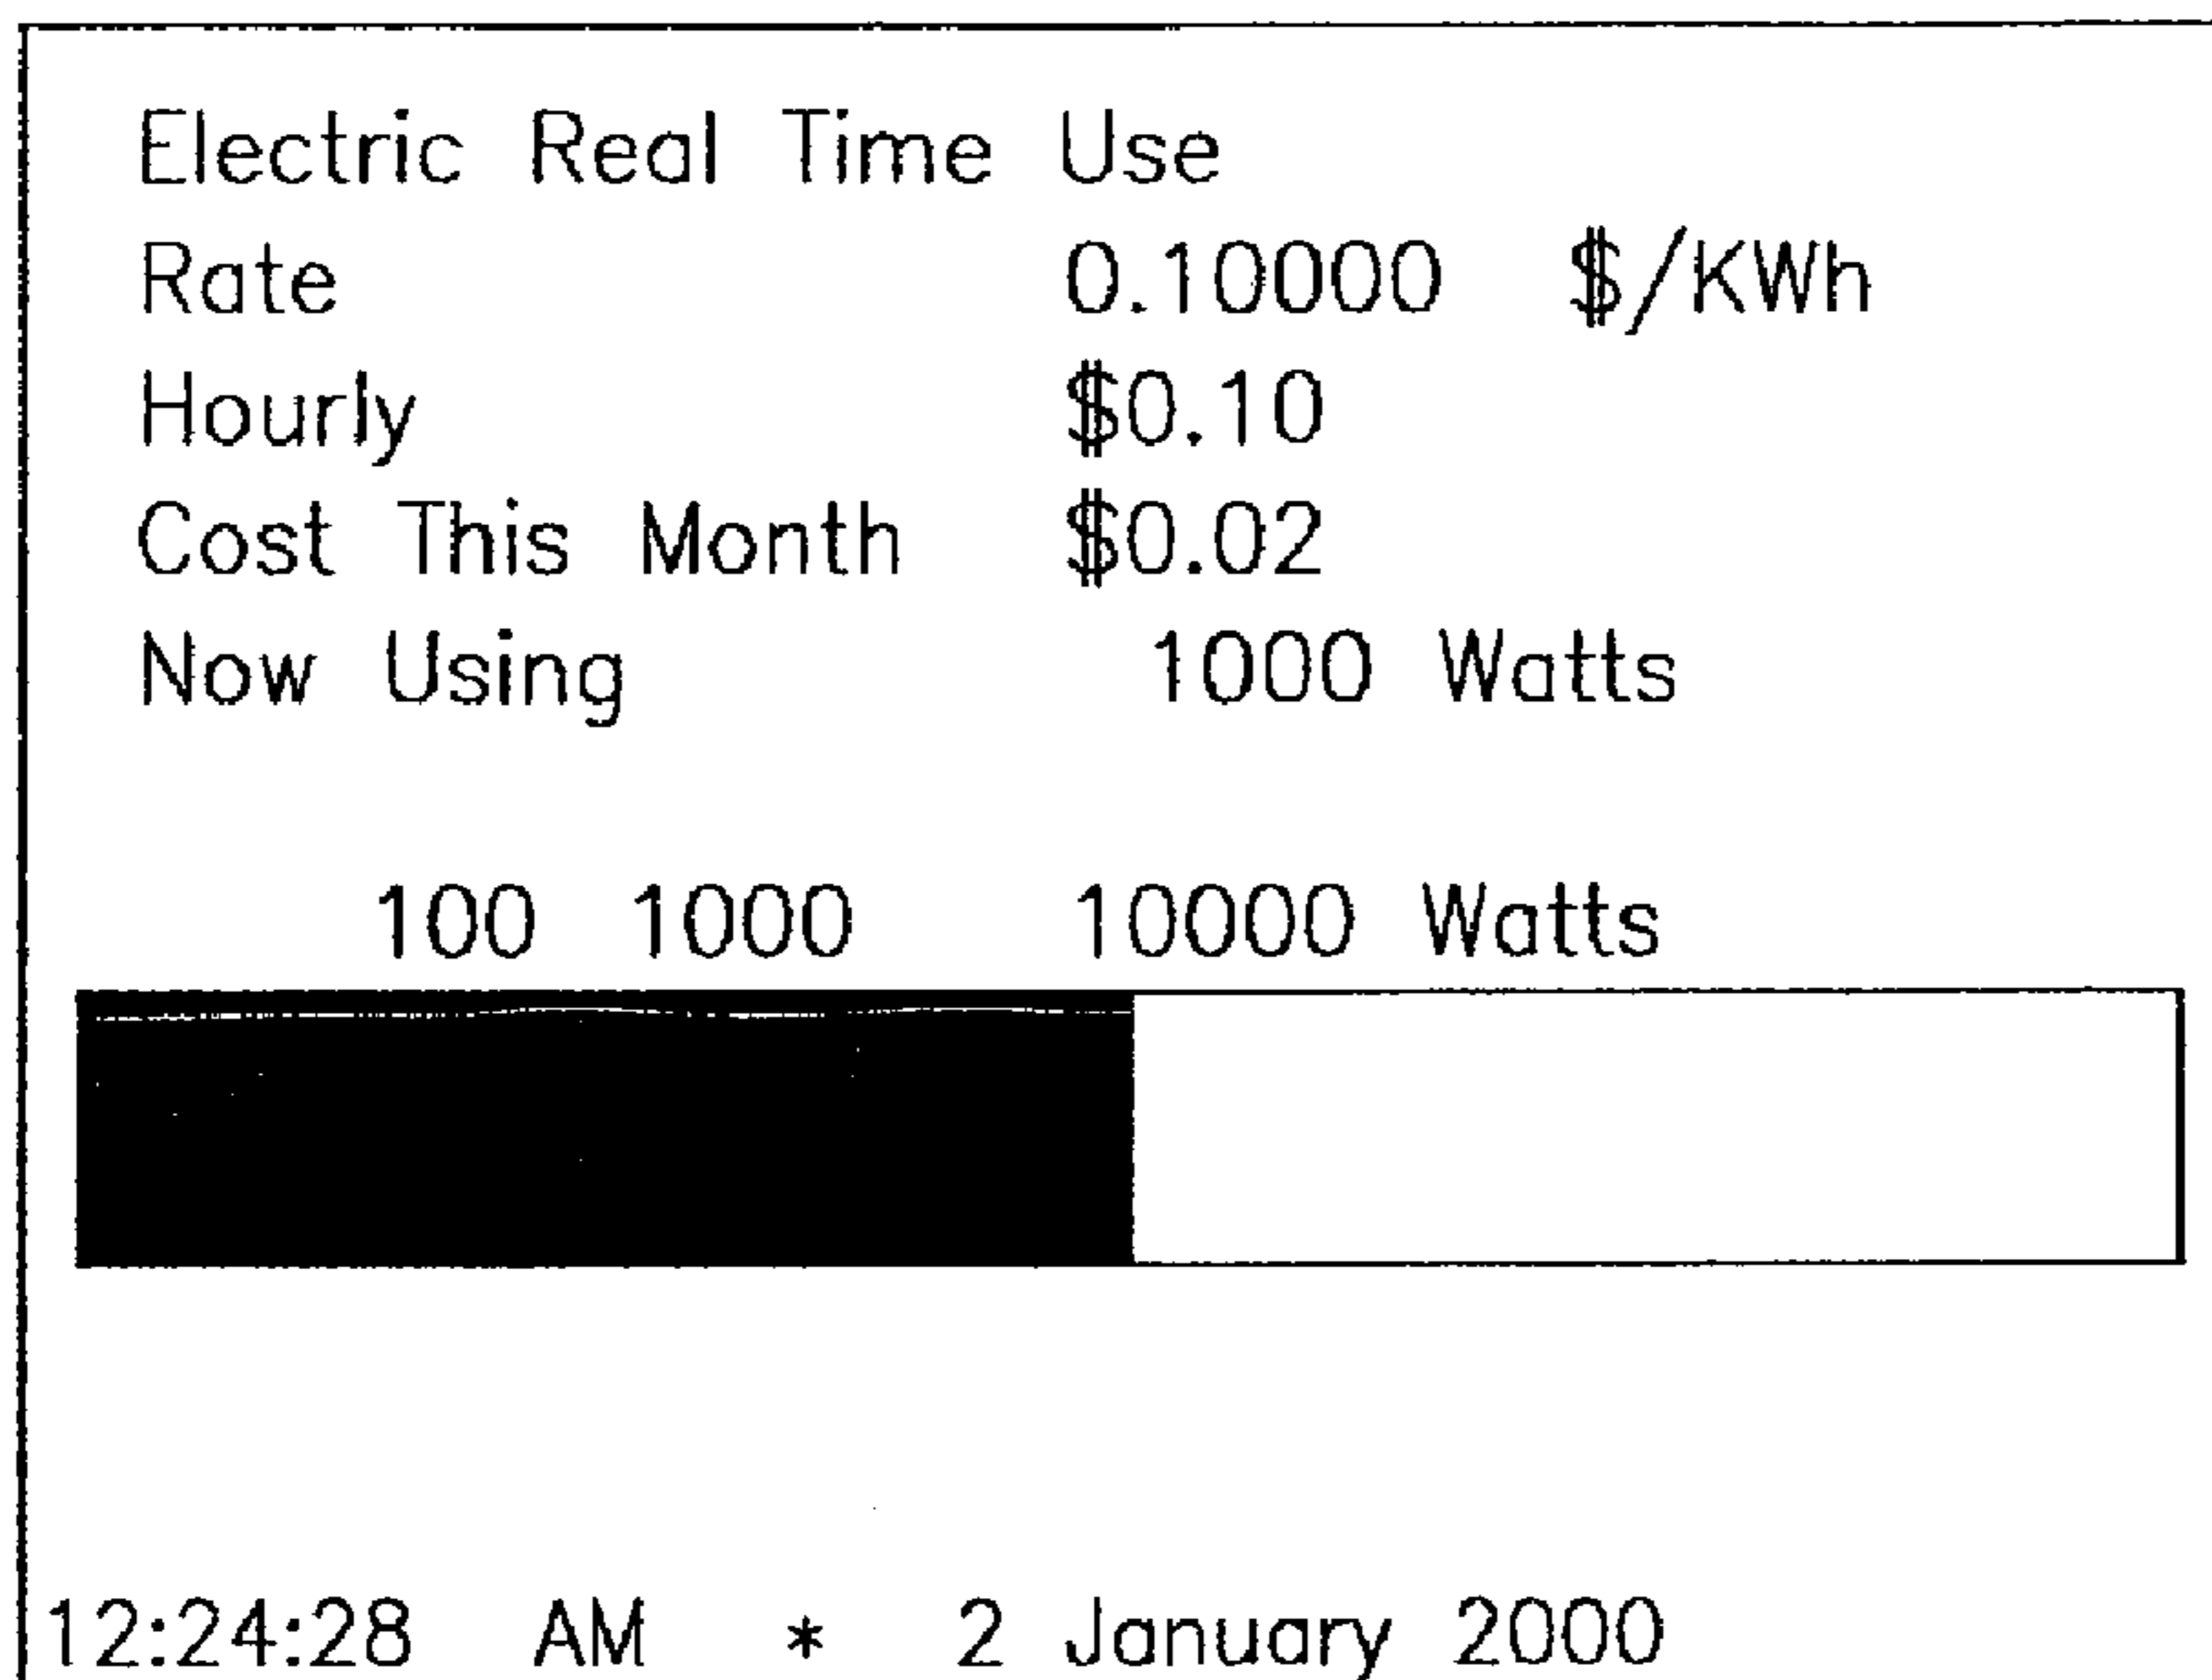 Electric Real Time Use
Rate 0.10000 $/KWh
Hourly $0.10
Cost This Month $0.02
Now Using 1000 Watts
100 1000 10000 Watts
12:24:28 AM * 2 January 2000